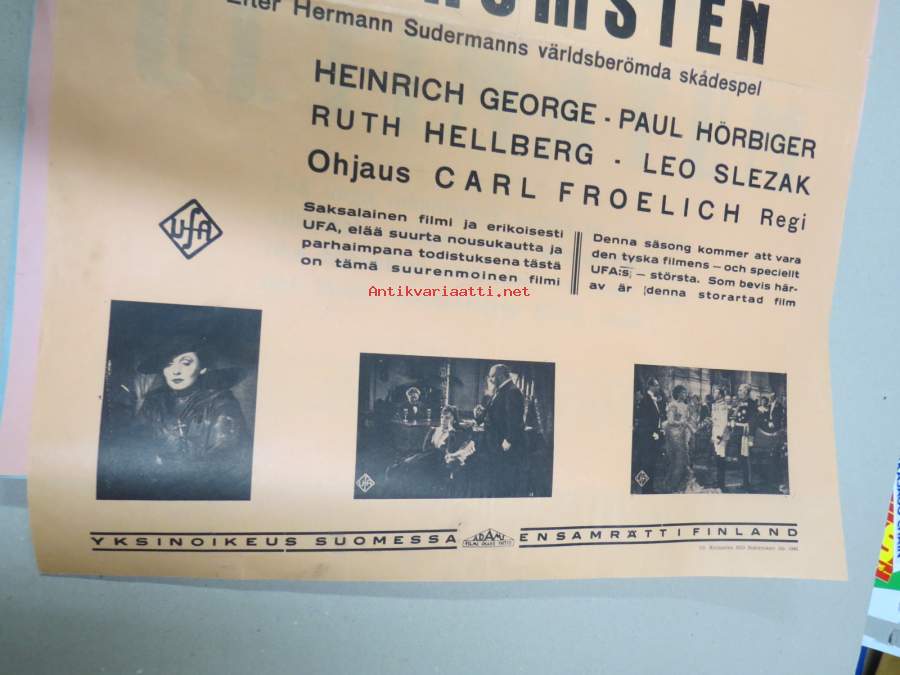 Efter Hermann Sudermanns världsberömda skådespel
HEINRICH GEORGE - PAUL HÖRBIGER
RUTH HELLBERG - LEO SLEZAK
Ohjaus CARL FROELICH Regi
UFA
Saksalainen filmi ja erikoisesti
UFA, elää suurta nousukautta ja
parhaimpana todistuksena tästä
on tämä suurenmoinen filmi
Denna säsong kommer att vara
den tyska filmens — och speciellt
UFA:s — största. Som bevis här-
av är denna storartad film
Antikvariaatti.net
UFA
UFA
YKSINOIKEUS SUOMESSA ADAMS ENSAMRÄTTI FINLAND